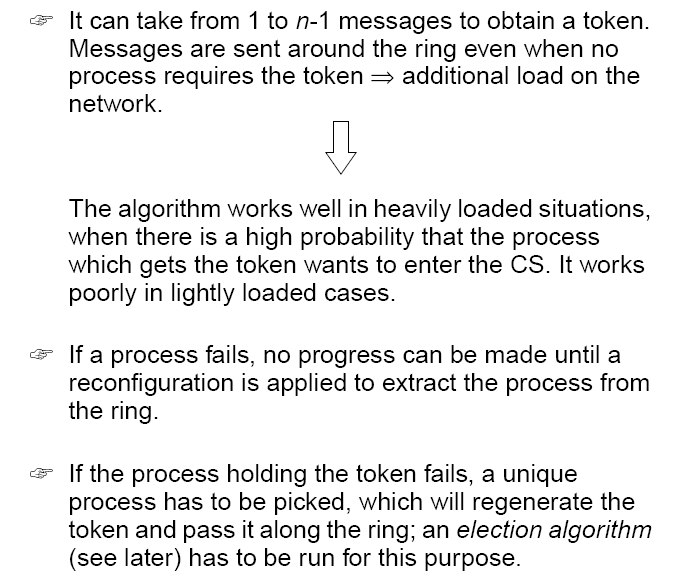 ☞ It can take from 1 to n-1 messages to obtain a token.
Messages are sent around the ring even when no
process requires the token ⇒ additional load on the
network.
The algorithm works well in heavily loaded situations,
when there is a high probability that the process
which gets the token wants to enter the CS. It works
poorly in lightly loaded cases.
☞ If a process fails, no progress can be made until a
reconfiguration is applied to extract the process from
the ring.
☞ If the process holding the token fails, a unique
process has to be picked, which will regenerate the
token and pass it along the ring; an election algorithm
(see later) has to be run for this purpose.